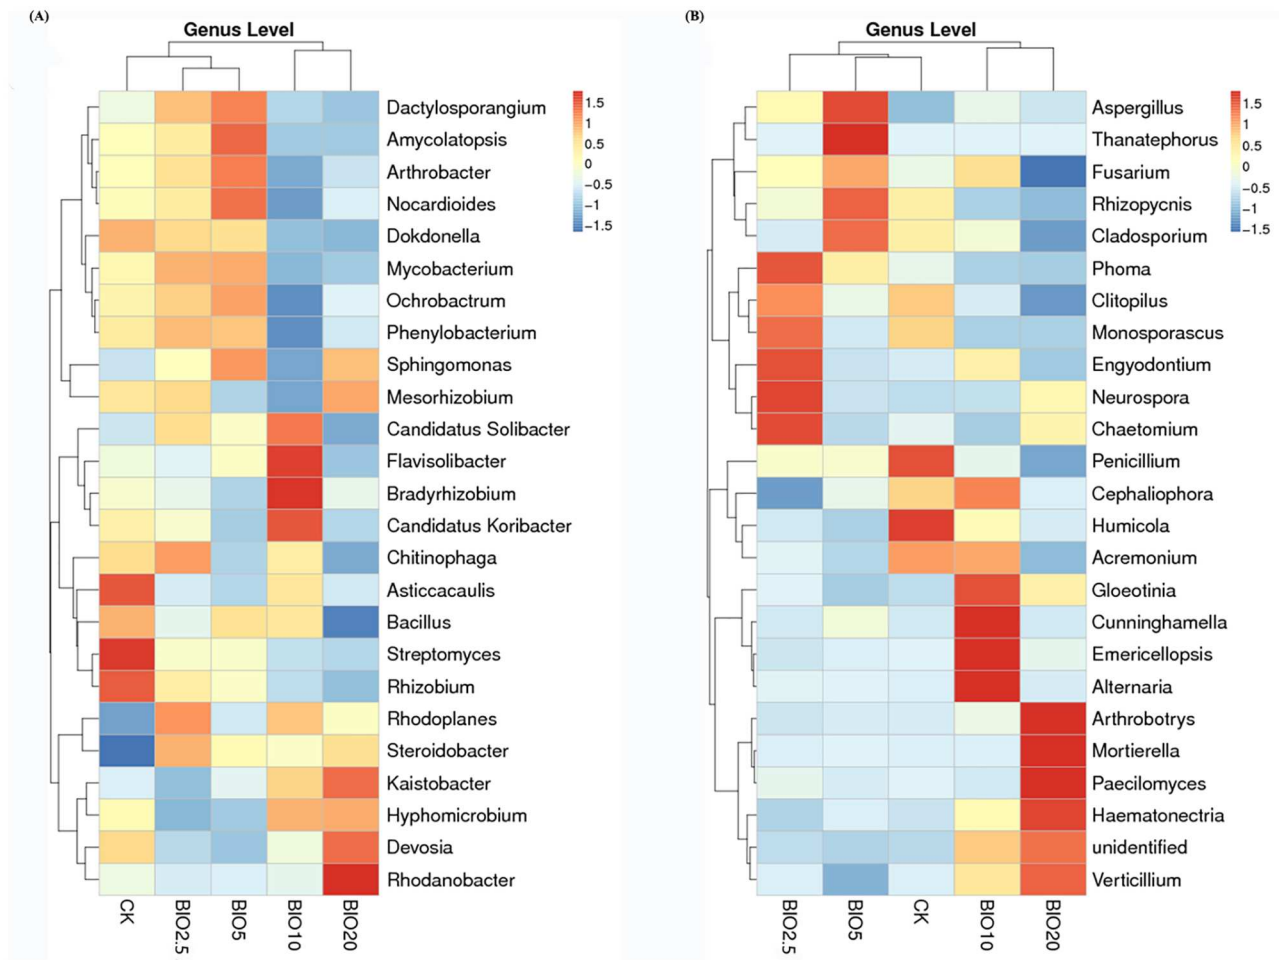 (A)
Genus Level
1.5
1
0.5
0
−0.5
−1
−1.5
Dactylosporangium
Amycolatopsis
Arthrobacter
Nocardioides
Dokdonella
Mycobacterium
Ochrobactrum
Phenylobacterium
Sphingomonas
Mesorhizobium
Candidatus Solibacter
Flavisolibacter
Bradyrhizobium
Candidatus Koribacter
Chitinophaga
Asticcacaulis
Bacillus
Streptomyces
Rhizobium
Rhodoplanes
Steroidobacter
Kaistobacter
Hyphomicrobium
Devosia
Rhodanobacter
CK
BIO2.5
BIO5
BIO10
BIO20
(B)
Genus Level
1.5
1
0.5
0
−0.5
−1
−1.5
Aspergillus
Thanatephorus
Fusarium
Rhizopycnis
Cladosporium
Phoma
Clitopilus
Monosporascus
Engyodontium
Neurospora
Chaetomium
Penicillium
Cephaliophora
Humicola
Acremonium
Gloeotinia
Cunninghamella
Emericellopsis
Alternaria
Arthrobotrys
Mortierella
Paecilomyces
Haematonectria
unidentified
Verticillium
BIO2.5
BIO5
CK
BIO10
BIO20